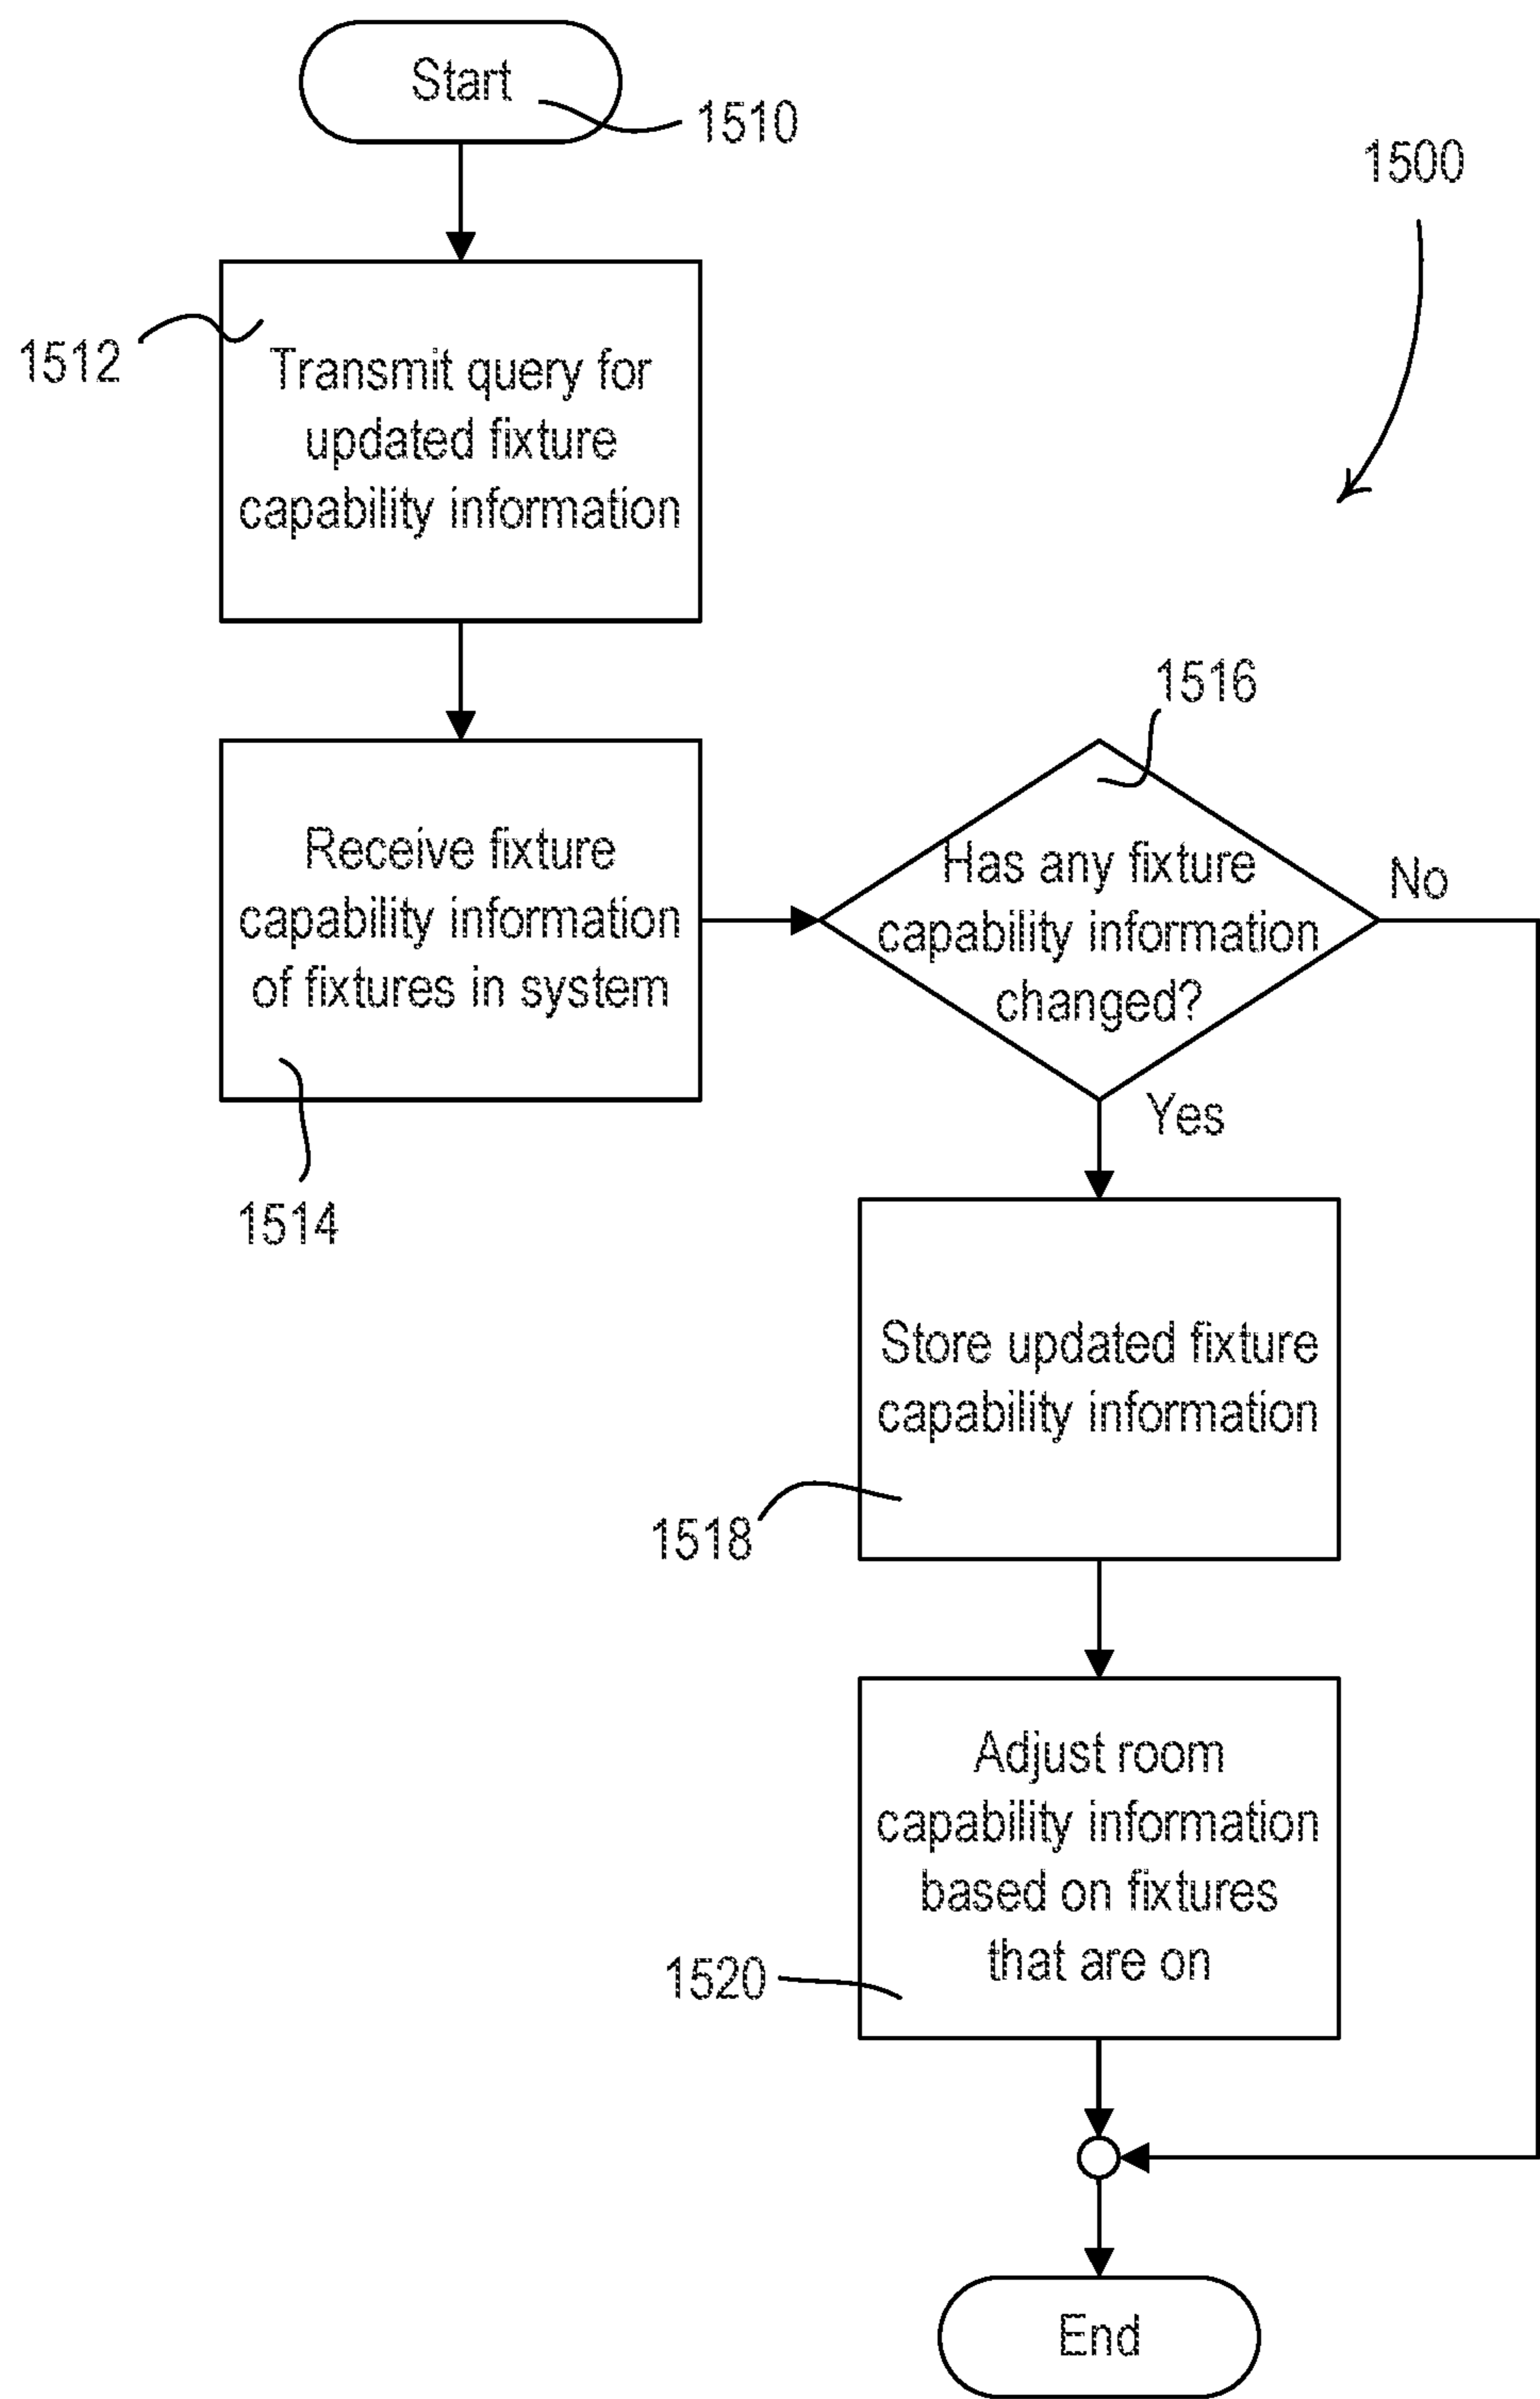 Start
1510
1500
1512
Transmit query for
updated fixture
capability information
1516
Receive fixture
capability information
of fixtures in system
1514
Has any fixture
capability information
changed?
No
Yes
Store updated fixture
capability information
1518
Adjust room
capability information
based on fixtures
that are on
1520
End